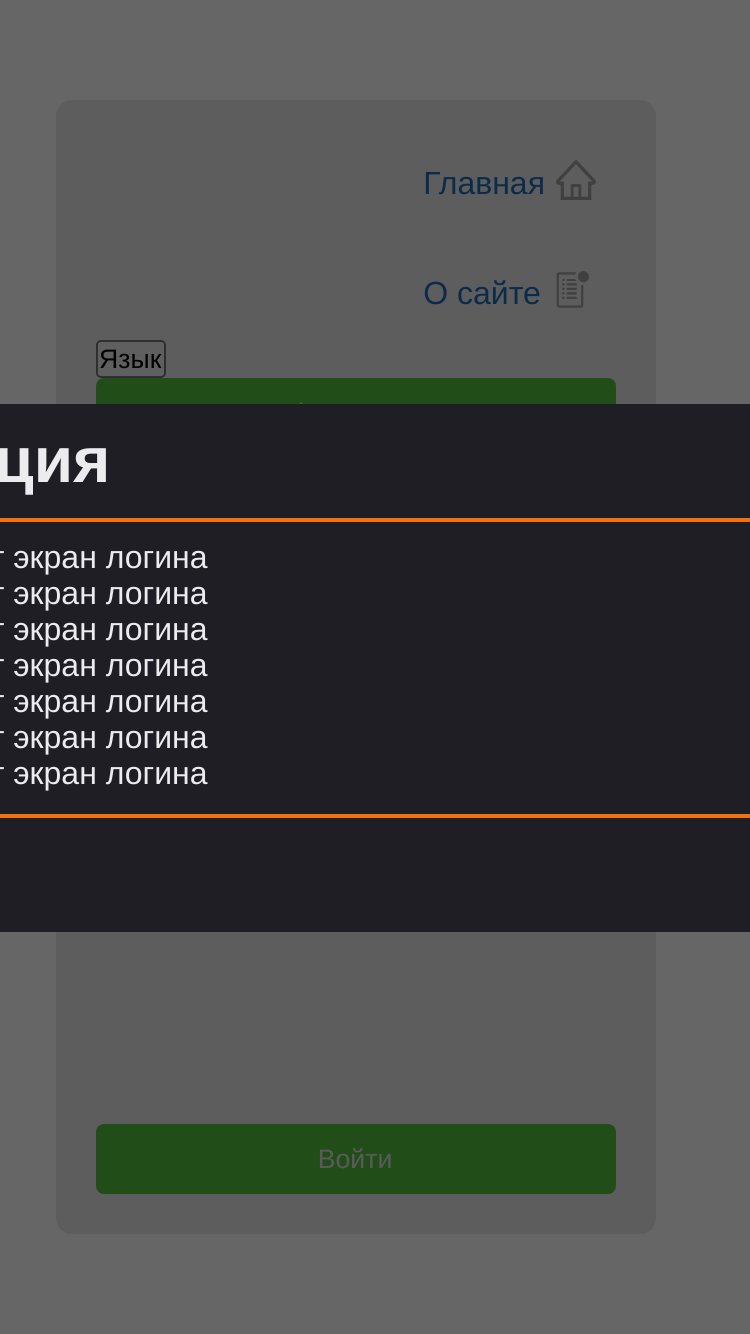 Главная
О сайте
Язык
ция
т экран логина
т экран логина
т экран логина
т экран логина
т экран логина
т экран логина
т экран логина
Войти